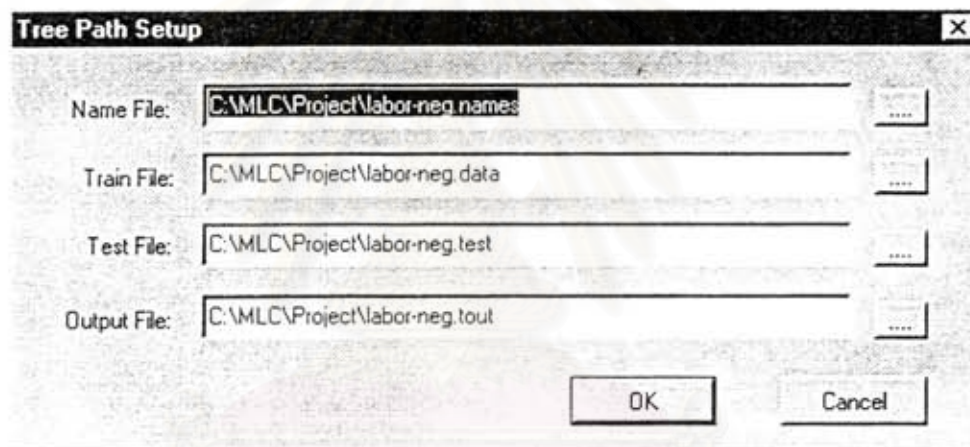 Tree Path Setup
Name File: C:\MLC\Project\labor-neg.names ....
Train File: C:\MLC\Project\labor-neg.data ....
Test File: C:\MLC\Project\labor-neg.test ....
Output File: C:\MLC\Project\labor-neg.tout ....
OK Cancel